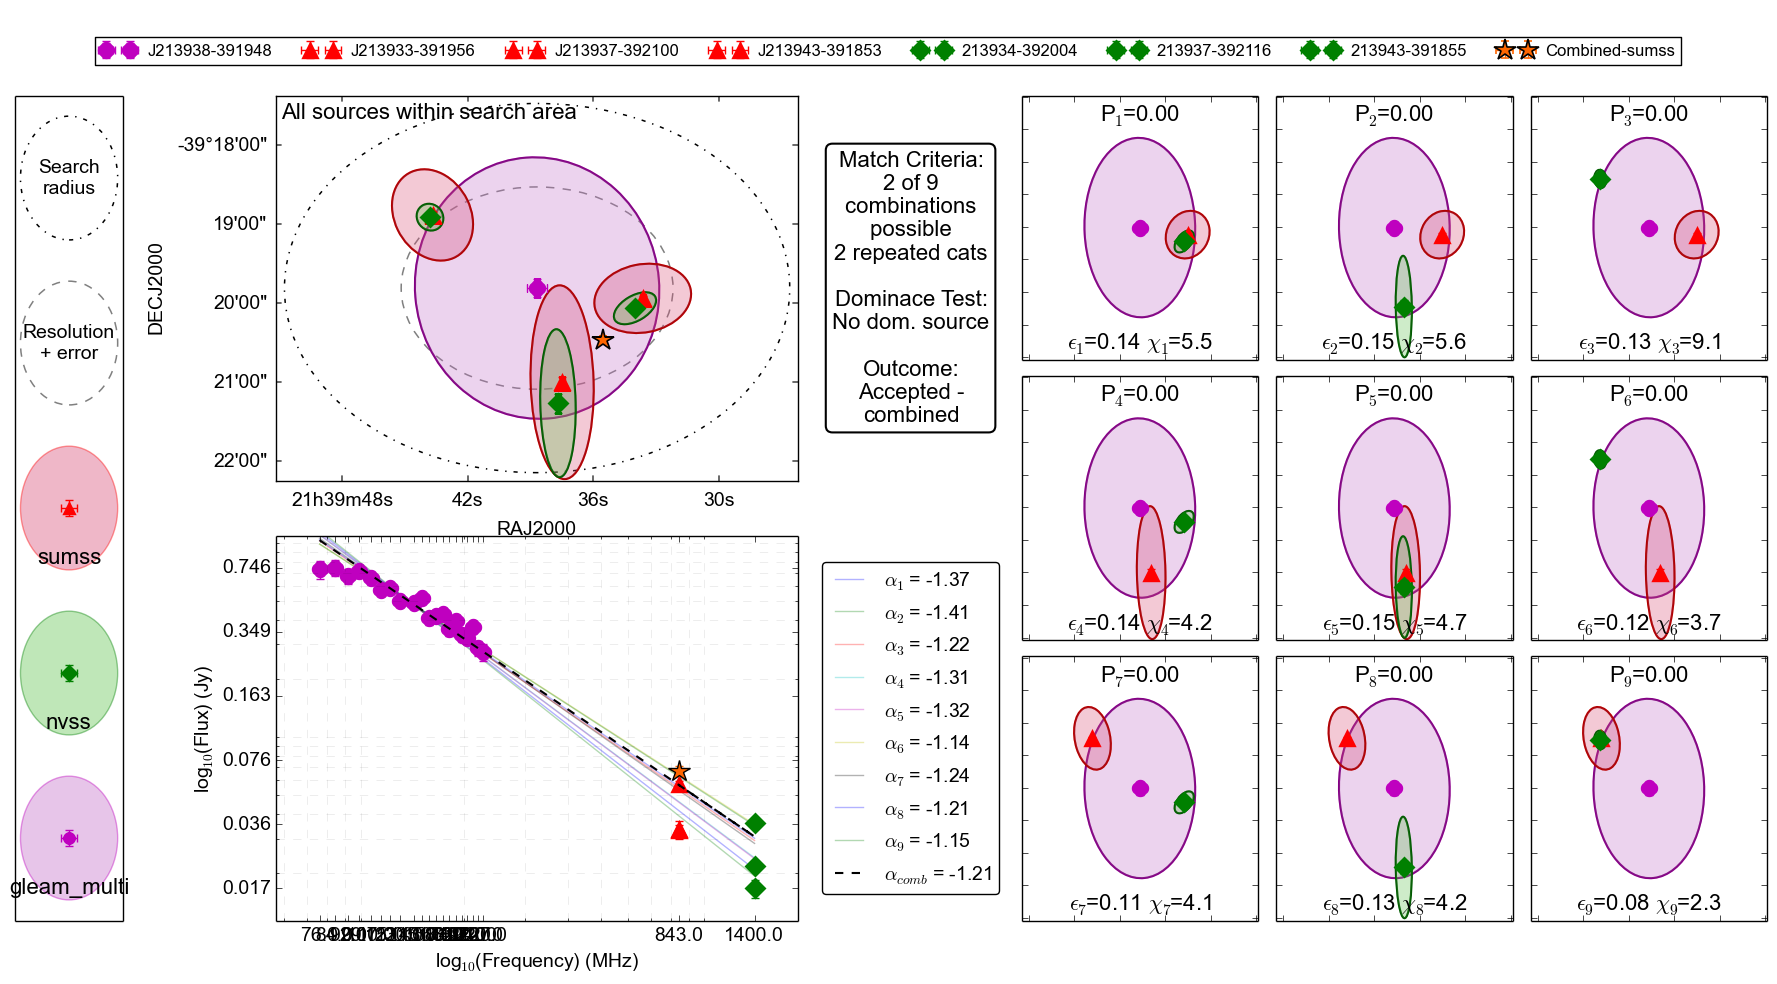 J213938-391948 J213933-391956 J213937-392100 J213943-391853 213934-392004 213937-392116 213943-391855 Combined-sumss
Search
radius
Resolution
+ error
sumss
nvss
gleam_multi
All sources within search area
DECJ2000
-39°18'00"
19'00"
20'00"
21'00"
22'00"
21h39m48s 42s 36s 30s
RAJ2000
Match Criteria:
2 of 9
combinations
possible
2 repeated cats
Dominace Test:
No dom. source
Outcome:
Accepted -
combined
log10(Flux) (Jy)
0.746
0.349
0.163
0.076
0.036
0.017
843.0 1400.0
log10(Frequency) (MHz)
α1 = -1.37
α2 = -1.41
α3 = -1.22
α4 = -1.31
α5 = -1.32
α6 = -1.14
α7 = -1.24
α8 = -1.21
α9 = -1.15
αcomb = -1.21
P1=0.00 P2=0.00 P3=0.00
ϵ1=0.14 χ1=5.5 ϵ2=0.15 χ2=5.6 ϵ3=0.13 χ3=9.1
P4=0.00 P5=0.00 P6=0.00
ϵ4=0.14 χ4=4.2 ϵ5=0.15 χ5=4.7 ϵ6=0.12 χ6=3.7
P7=0.00 P8=0.00 P9=0.00
ϵ7=0.11 χ7=4.1 ϵ8=0.13 χ8=4.2 ϵ9=0.08 χ9=2.3